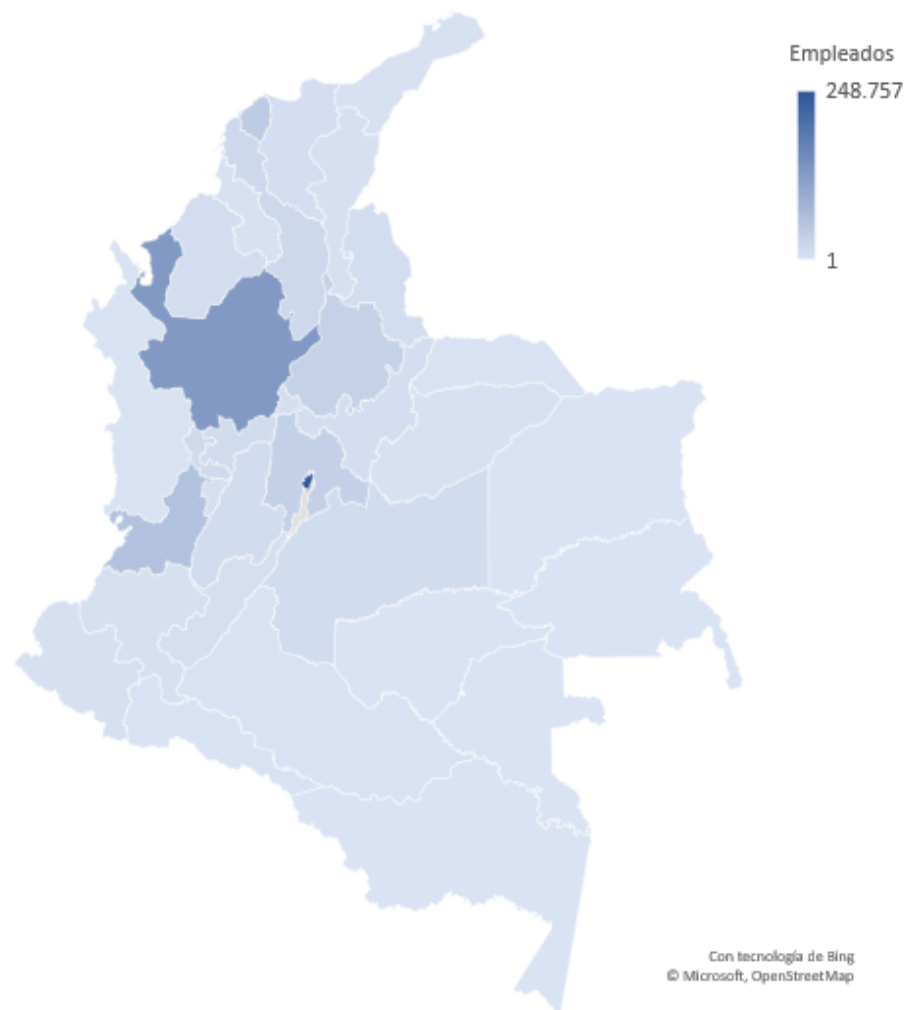 Empleados
248.757
1
Con tecnología de Bing
© Microsoft, OpenStreetMap